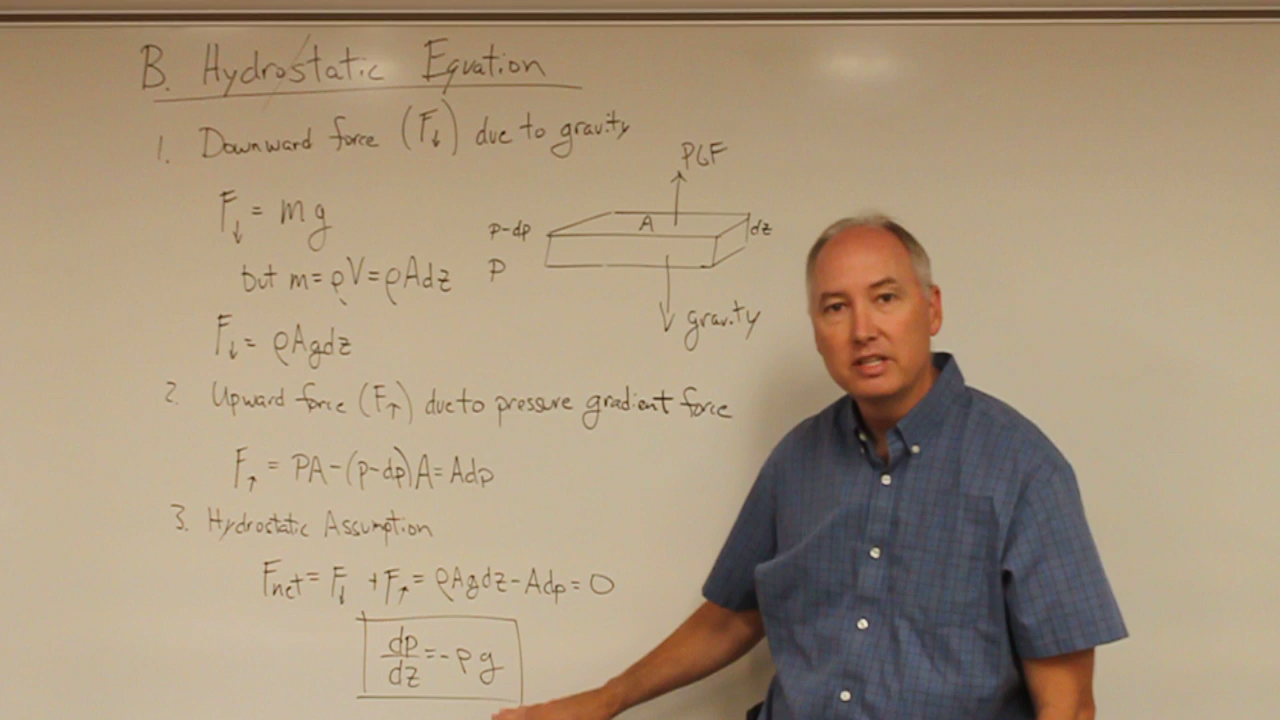 B. Hydrostatic Equation
1. Downward force (F↓) due to gravity
PGF
F↓ = mg
A
p-dp
dz
but m = ρV = ρAdz
P
gravity
F↓ = ρAgdz
2. Upward force (F↑) due to pressure gradient force
F↑ = PA-(p-dp)A = Adp
3. Hydrostatic Assumption
Fnet = F↓ + F↑ = ρAgdz - Adp = 0
dp/dz = -ρg